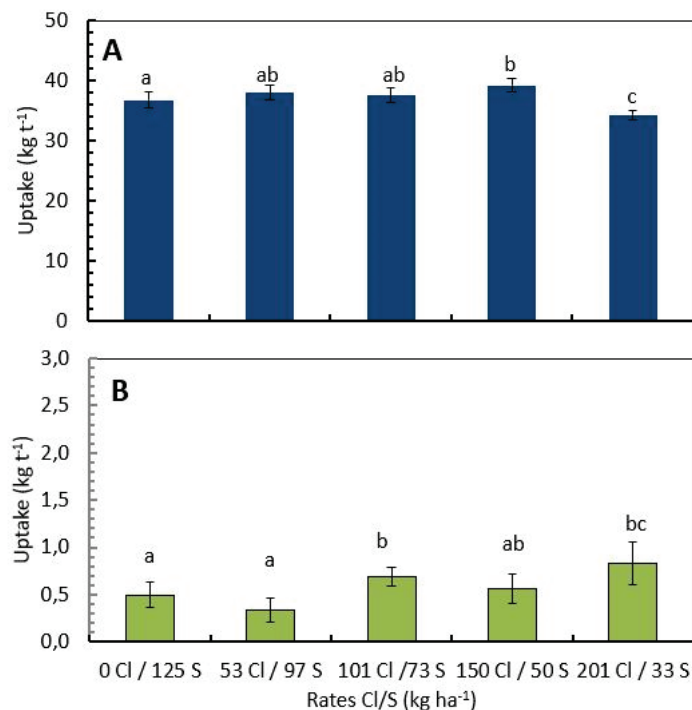 50
A
a
ab
ab
b
c
40
30
20
10
0
Uptake (kg t⁻¹)
3,0
B
2,5
2,0
1,5
1,0
0,5
0,0
a
a
b
ab
bc
Uptake (kg t⁻¹)
0 Cl / 125 S 53 Cl / 97 S 101 Cl /73 S 150 Cl / 50 S 201 Cl / 33 S
Rates Cl/S (kg ha⁻¹)